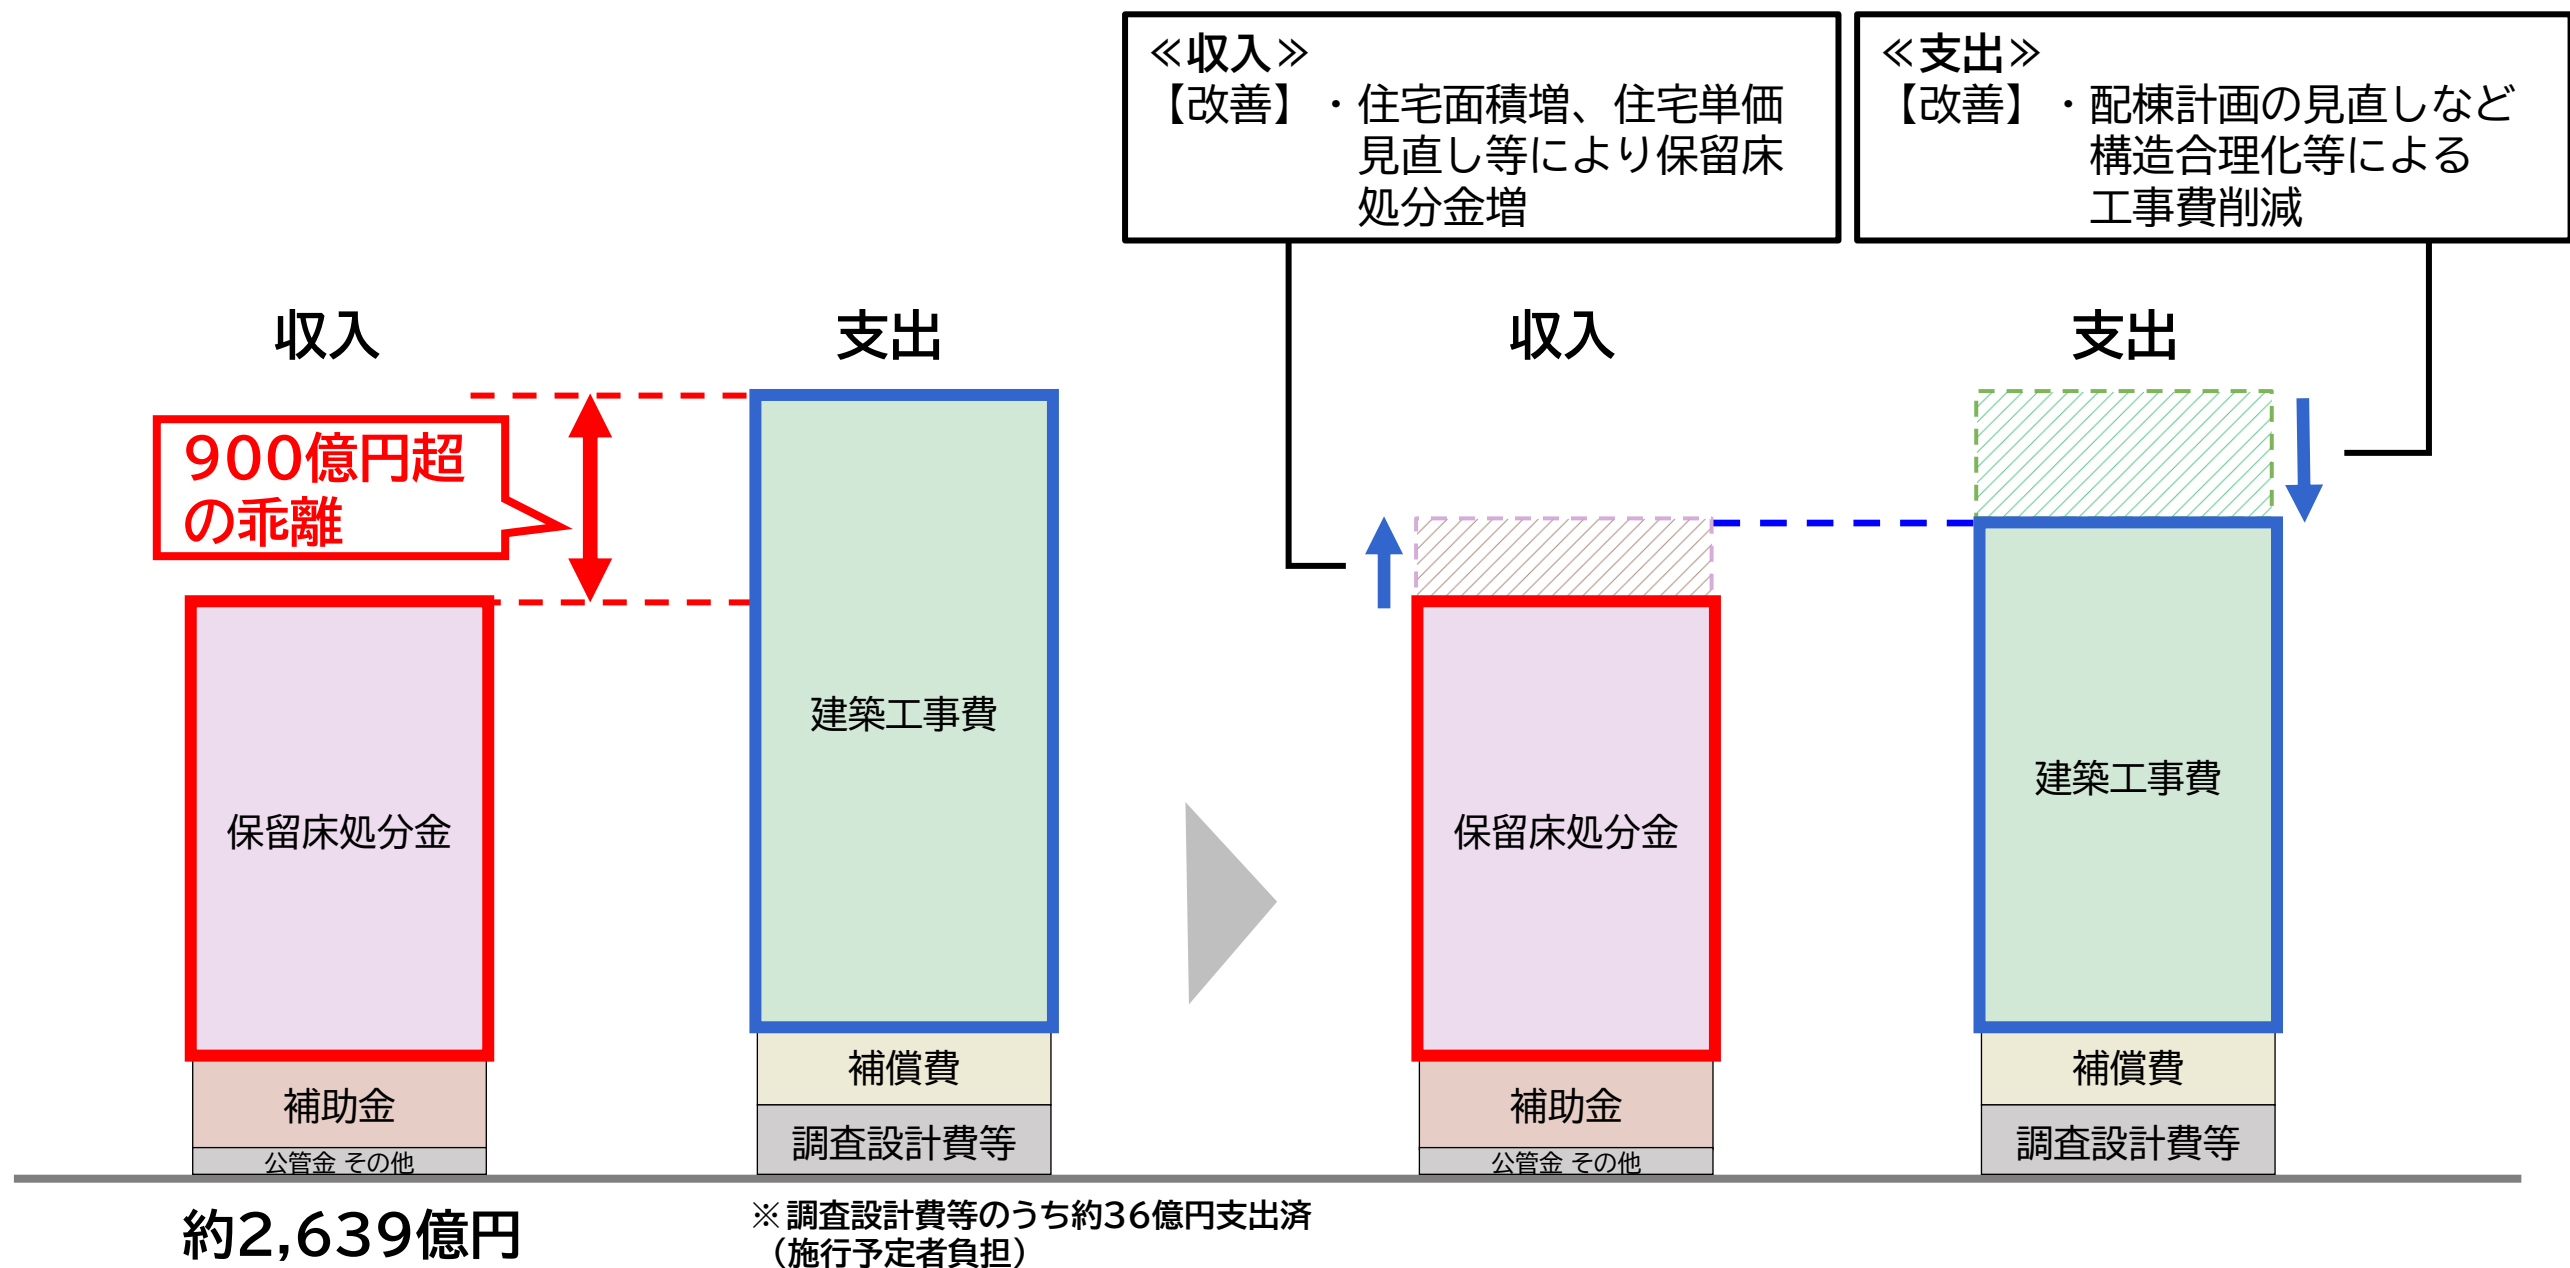 ≪収入≫
【改善】・住宅面積増、住宅単価
見直し等により保留床
処分金増
≪支出≫
【改善】・配棟計画の見直しなど
構造合理化等による
工事費削減
収入
支出
900億円超
の乖離
保留床処分金
建築工事費
補助金
補償費
公管金 その他
調査設計費等
約2,639億円
※調査設計費等のうち約36億円支出済
（施行予定者負担）
収入
支出
保留床処分金
建築工事費
補助金
補償費
公管金 その他
調査設計費等